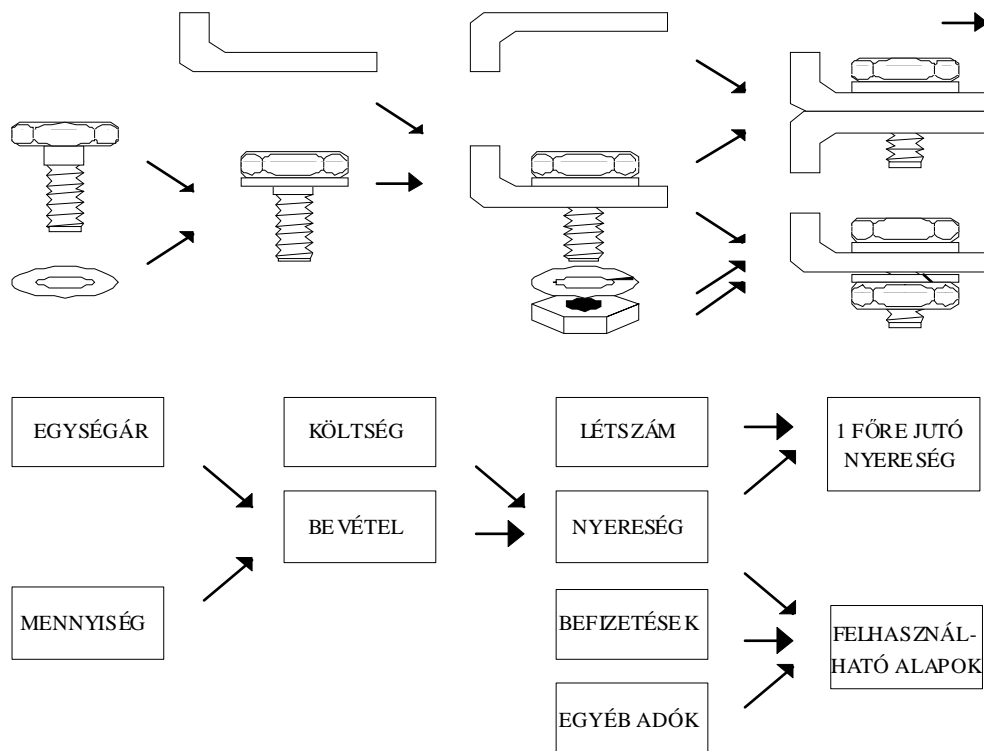 EGYSÉGÁR
KÖLTSÉG
LÉTSZÁM
1 FŐRE JUTÓ
NYERESÉG
BEVÉTEL
NYERESÉG
MENNYISÉG
BEFIZETÉSEK
FELHASZNÁL-
HATÓ ALAPOK
EGYÉB ADÓK